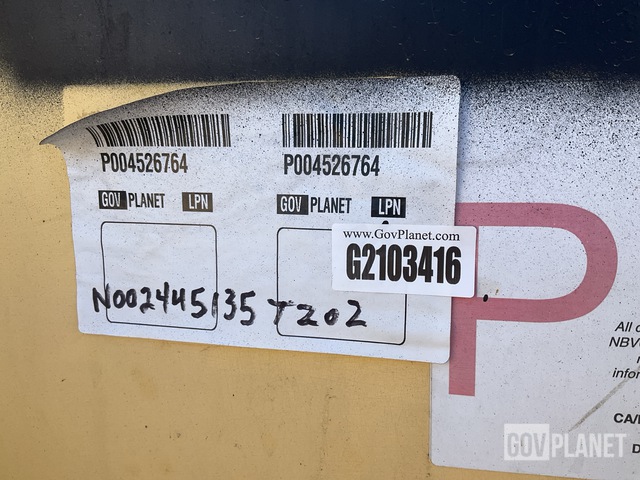 P004526764 P004526764
GOV PLANET LPN GOV PLANET LPN
www.GovPlanet.com
G2103416
N002445135 T202
P
All
NBV
CA/
D
GOVPLANET